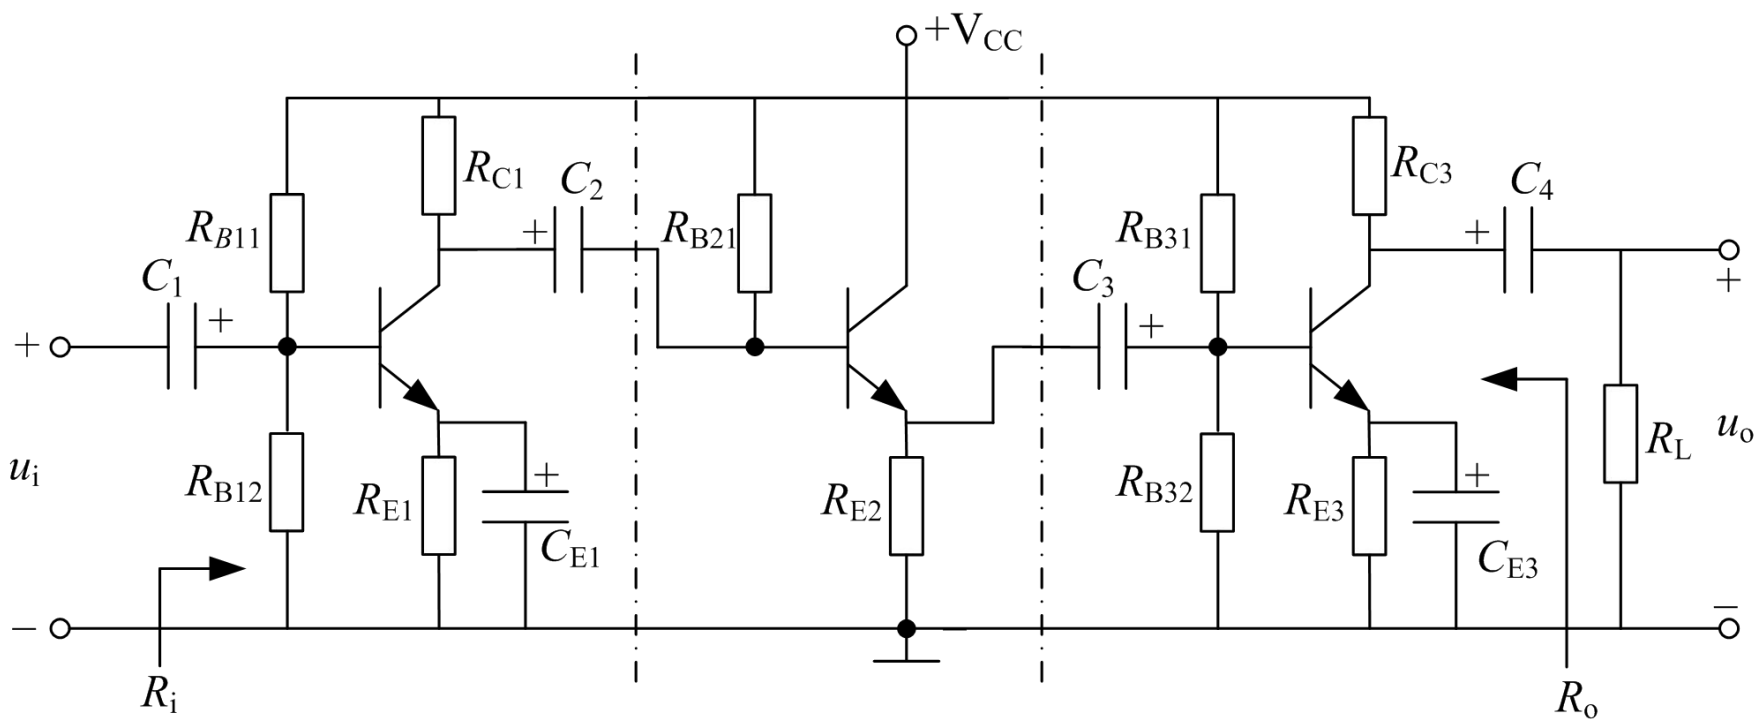 +V_CC
R_C1
C_2
R_C3
C_4
R_B11
+
R_B21
R_B31
+
C_1
+
C_3
+
+
+
u_i
R_B12
R_E1
+
C_E1
R_E2
R_B32
R_E3
+
C_E3
R_L
u_o
−
−
R_i
R_o